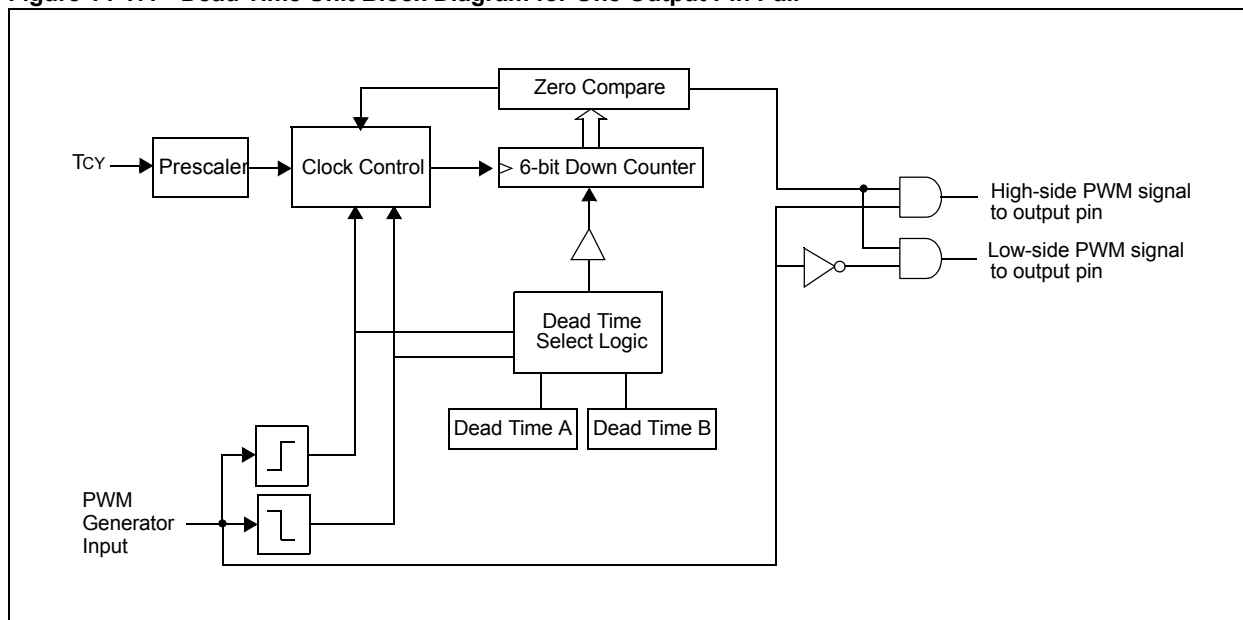 Zero Compare
TCY
Prescaler
Clock Control
6-bit Down Counter
High-side PWM signal
to output pin
Low-side PWM signal
to output pin
Dead Time
Select Logic
Dead Time A
Dead Time B
PWM
Generator
Input